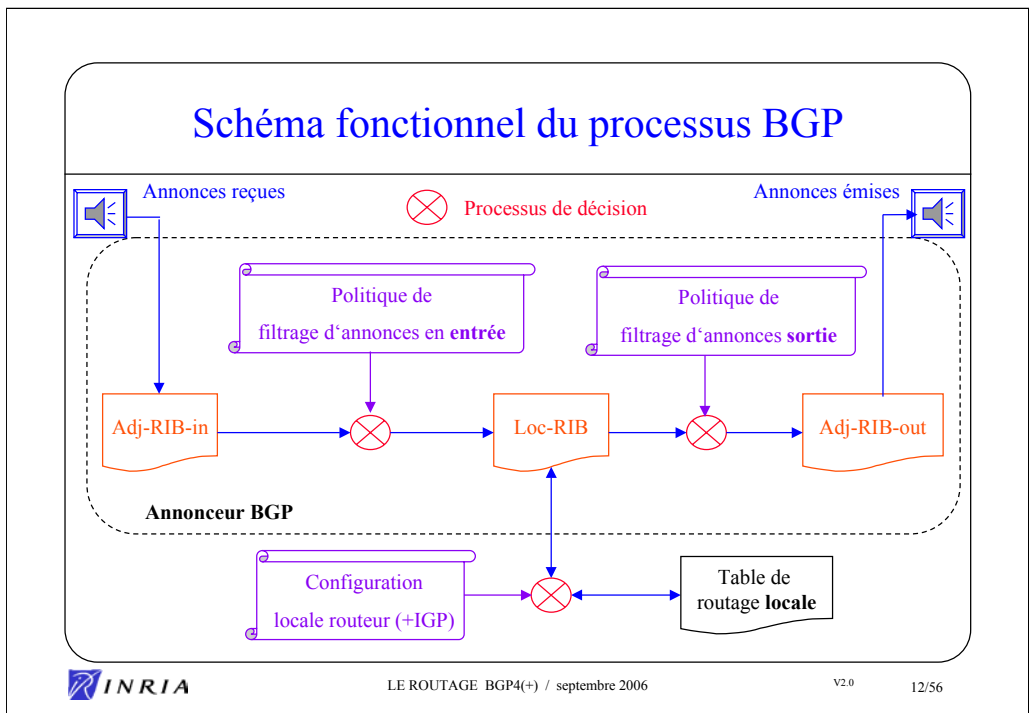 Schéma fonctionnel du processus BGP
Annonces reçues
Processus de décision
Annonces émises
Politique de
filtrage d‘annonces en entrée
Politique de
filtrage d‘annonces sortie
Adj-RIB-in
Loc-RIB
Adj-RIB-out
Annonceur BGP
Configuration
locale routeur (+IGP)
Table de
routage locale
INRIA
LE ROUTAGE BGP4(+) / septembre 2006
V2.0
12/56